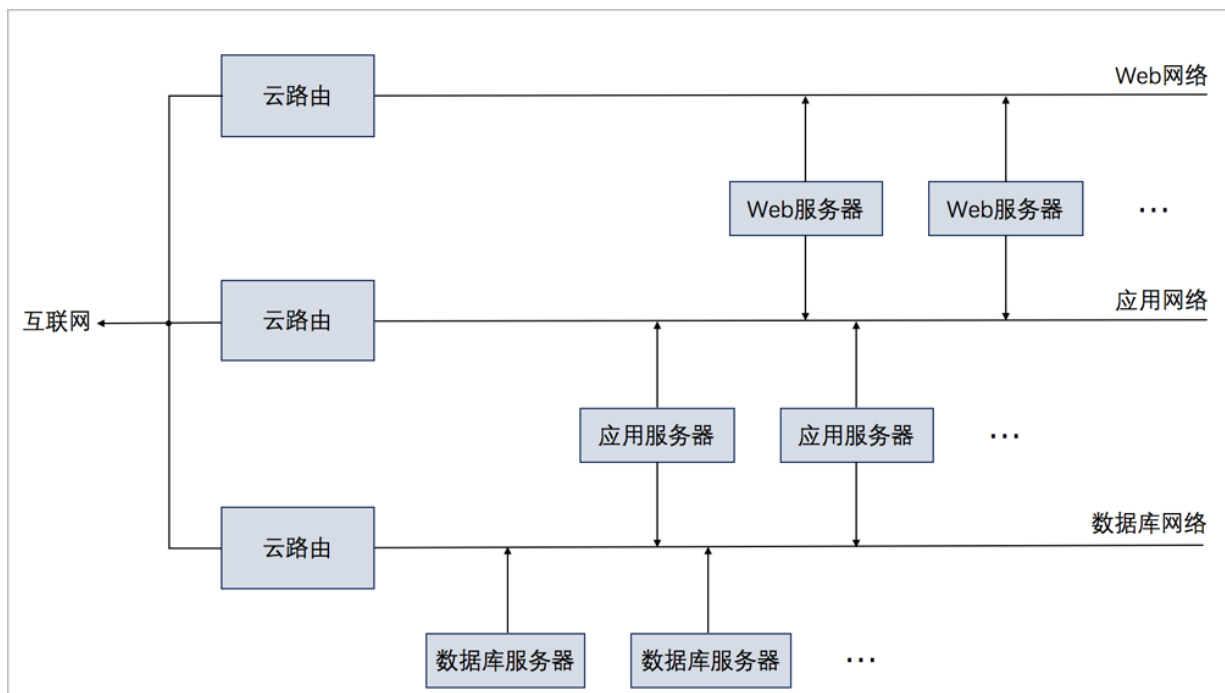 云路由
Web网络
Web服务器
Web服务器
...
互联网
云路由
应用网络
应用服务器
应用服务器
...
云路由
数据库网络
数据库服务器
数据库服务器
...